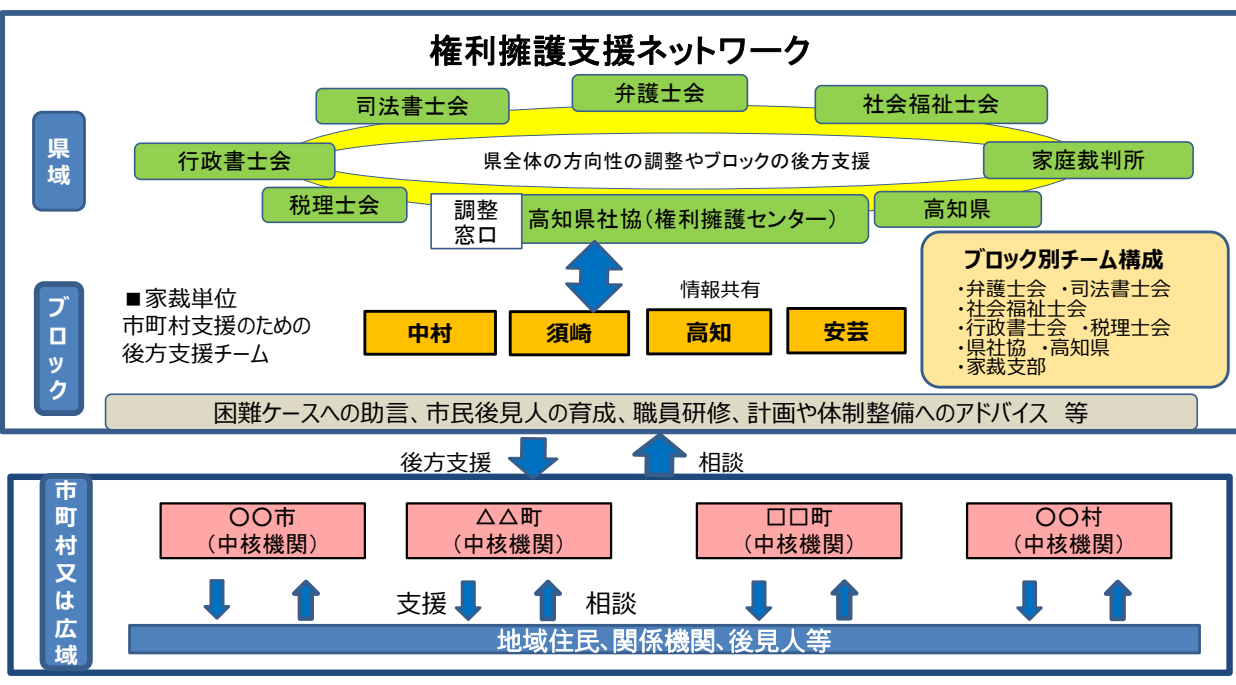 権利擁護支援ネットワーク
県域
司法書士会
弁護士会
社会福祉士会
行政書士会
県全体の方向性の調整やブロックの後方支援
家庭裁判所
税理士会
調整
窓口
高知県社協(権利擁護センター)
高知県
ブロック
■家裁単位
市町村支援のための
後方支援チーム
情報共有
中村
須崎
高知
安芸
ブロック別チーム構成
・弁護士会 ・司法書士会
・社会福祉士会
・行政書士会 ・税理士会
・県社協 ・高知県
・家裁支部
困難ケースへの助言、市民後見人の育成、職員研修、計画や体制整備へのアドバイス 等
後方支援
相談
市町村又は広域
〇〇市
(中核機関)
△△町
(中核機関)
□□町
(中核機関)
〇〇村
(中核機関)
支援
相談
地域住民、関係機関、後見人等